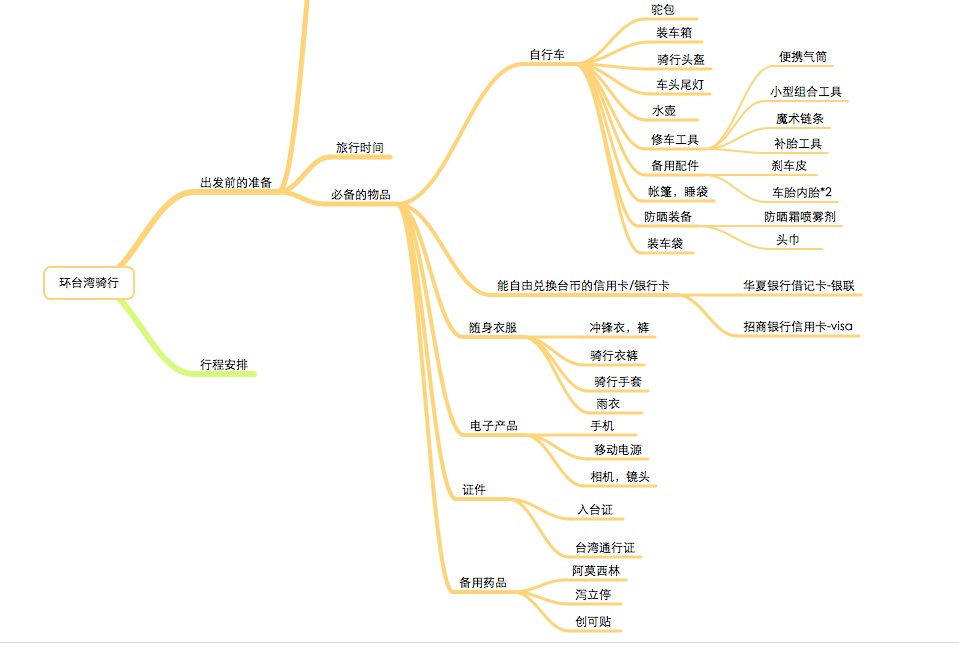 环台湾骑行
出发前的准备
旅行时间
必备的物品
自行车
驼包
装车箱
骑行头盔
车头尾灯
水壶
修车工具
便携气筒
小型组合工具
魔术链条
补胎工具
备用配件
刹车皮
车胎内胎*2
帐篷，睡袋
防晒装备
防晒霜喷雾剂
头巾
装车袋
能自由兑换台币的信用卡/银行卡
华夏银行借记卡-银联
招商银行信用卡-visa
随身衣服
冲锋衣，裤
骑行衣裤
骑行手套
雨衣
电子产品
手机
移动电源
相机，镜头
证件
入台证
台湾通行证
备用药品
阿莫西林
泻立停
创可贴
行程安排